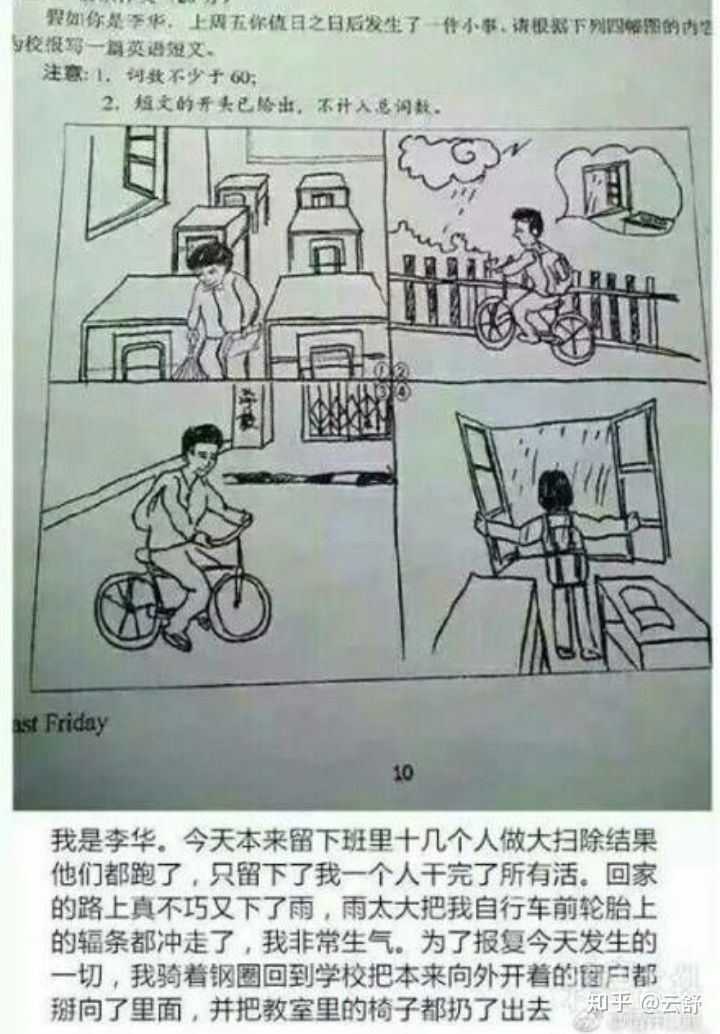 假如你是李华，上周五你值日之日后发生了一件小事，请根据下列四幅图的内容
为校报写一篇英语短文。
注意：1．词数不少于60；
2．短文的开头已给出，不计入总词数。
① ②
③ ④
学校
ast Friday
10
我是李华。今天本来留下班里十几个人做大扫除结果
他们都跑了，只留下了我一个人干完了所有活。回家
的路上真不巧又下了雨，雨太大把我自行车前轮胎上
的辐条都冲走了，我非常生气。为了报复今天发生的
一切，我骑着钢圈回到学校把本来向外开着的窗户都
掰向了里面，并把教室里的椅子都扔了出去
知乎 @云舒